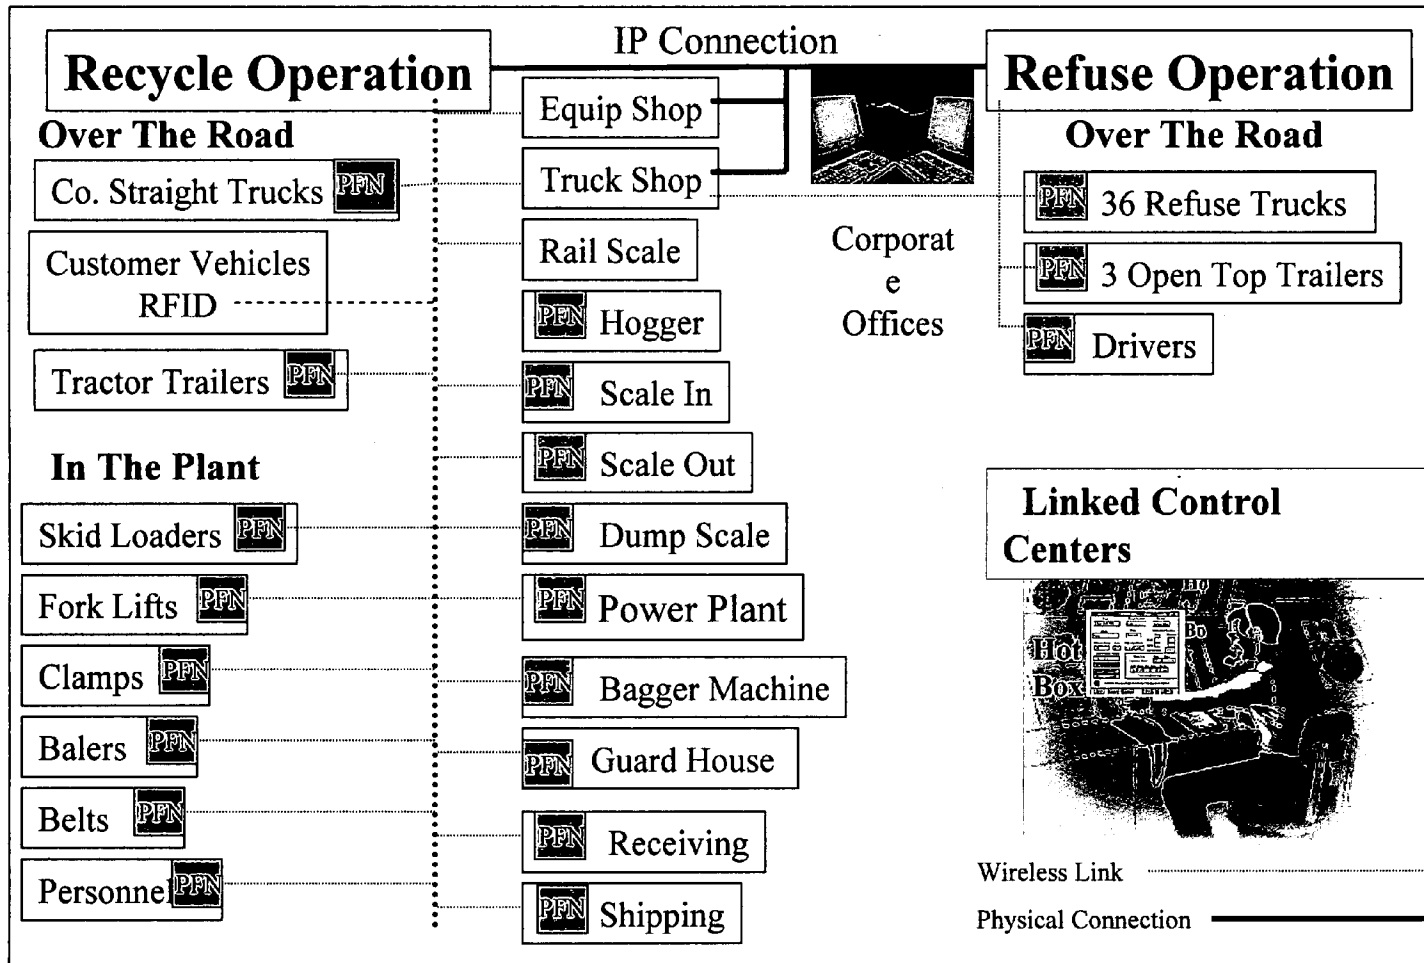 IP Connection
Recycle Operation
Refuse Operation
Over The Road
Co. Straight Trucks PFN
Customer Vehicles
RFID
Tractor Trailers PFN
In The Plant
Skid Loaders PFN
Fork Lifts PFN
Clamps PFN
Balers PFN
Belts PFN
Personnel PFN
Equip Shop
Truck Shop
Rail Scale
PFN Hogger
PFN Scale In
PFN Scale Out
PFN Dump Scale
PFN Power Plant
PFN Bagger Machine
PFN Guard House
PFN Receiving
PFN Shipping
Corporat
e
Offices
Over The Road
PFN 36 Refuse Trucks
PFN 3 Open Top Trailers
PFN Drivers
Linked Control
Centers
Hot
Box
Wireless Link
Physical Connection